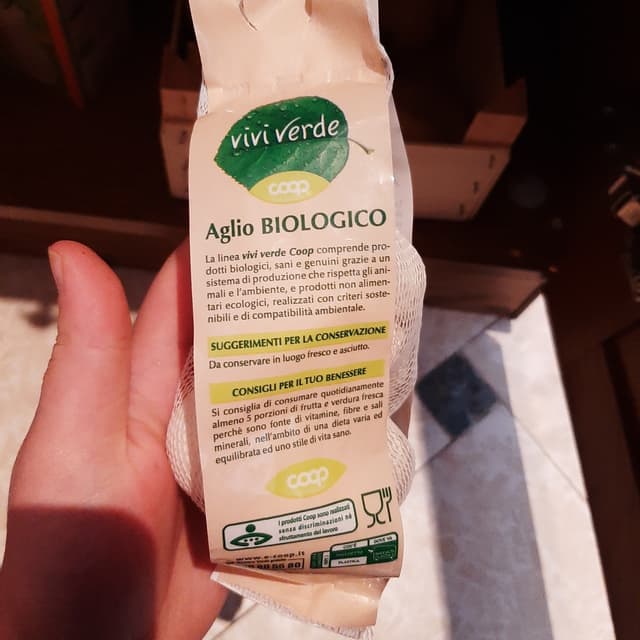 vivi verde
coop
Aglio BIOLOGICO
La linea vivi verde Coop comprende pro-
dotti biologici, sani e genuini grazie a un
sistema di produzione che rispetta gli ani-
mali e l'ambiente, e prodotti non alimen-
tari ecologici, realizzati con criteri soste-
nibili e di compatibilità ambientale.
SUGGERIMENTI PER LA CONSERVAZIONE
Da conservare in luogo fresco e asciutto.
CONSIGLI PER IL TUO BENESSERE
Si consiglia di consumare quotidianamente
almeno 5 porzioni di frutta e verdura fresca
perchè sono fonte di vitamine, fibre e sali
minerali, nell'ambito di una dieta varia ed
equilibrata ed uno stile di vita sano.
coop
i prodotti Coop sono realizzati
senza discriminazioni nè
sfruttamento del lavoro
www.e-coop.it
COS'È DOVE VA
PLASTICA